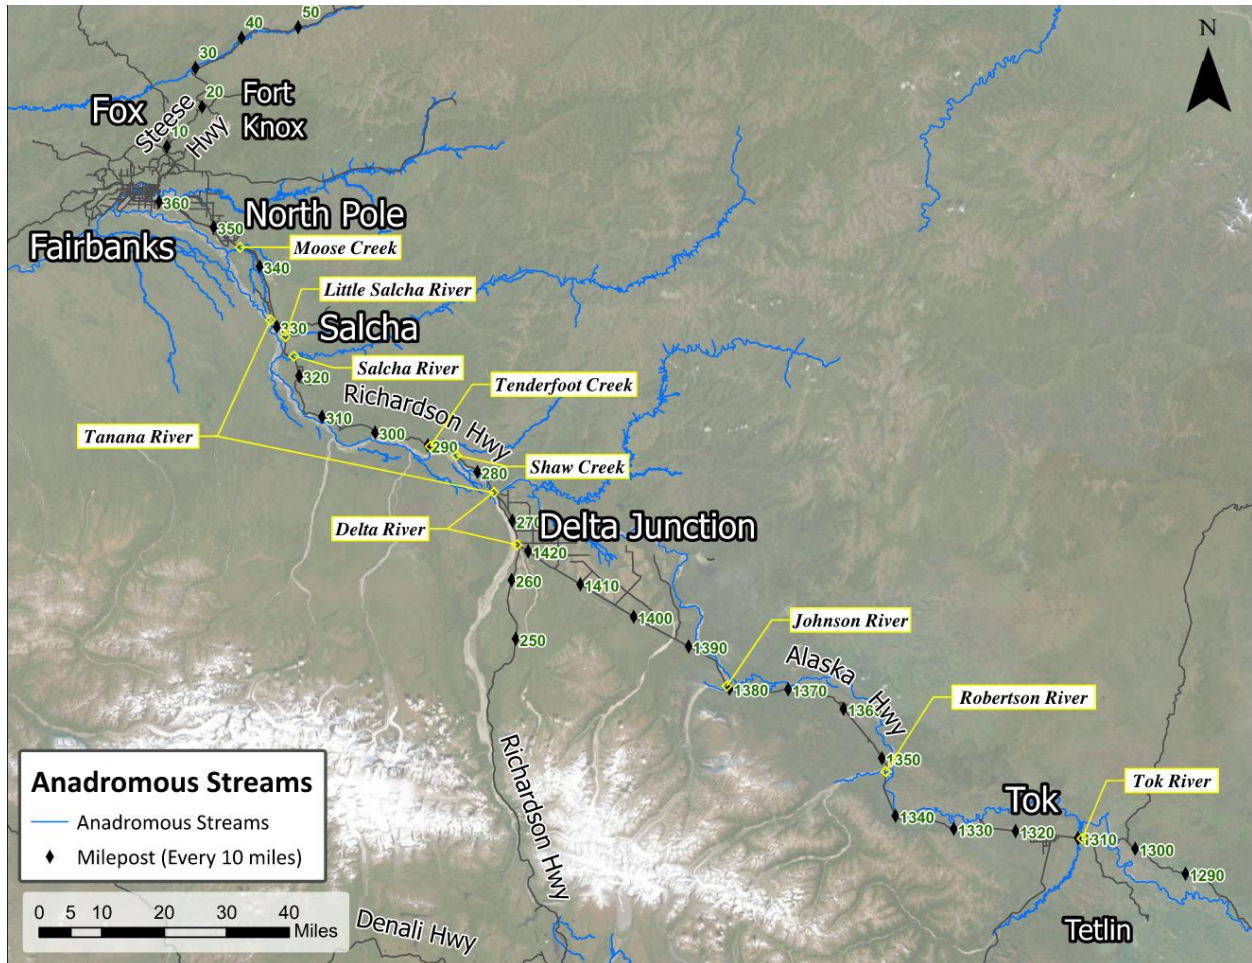 50
40
30
N
20
Fort
Knox
Fox
Steese
Hwy
10
360
North Pole
350
Fairbanks
Moose Creek
340
Little Salcha River
330
Salcha
Salcha River
320
Tenderfoot Creek
Richardson Hwy
310
300
Tanana River
290
Shaw Creek
280
Delta River
270
Delta Junction
1420
260
1410
1400
Johnson River
250
1390
Alaska
Hwy
1380
1370
1360
Robertson River
1350
Richardson Hwy
Tok River
Tok
1340
1330
1320
1310
1300
1290
Tetlin
Denali Hwy
Anadromous Streams
Anadromous Streams
Milepost (Every 10 miles)
0 5 10 20 30 40
Miles